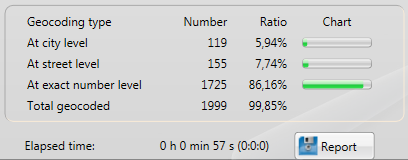 Geocoding type Number Ratio Chart
At city level 119 5,94%
At street level 155 7,74%
At exact number level 1725 86,16%
Total geocoded 1999 99,85%
Elapsed time: 0 h 0 min 57 s (0:0:0) Report